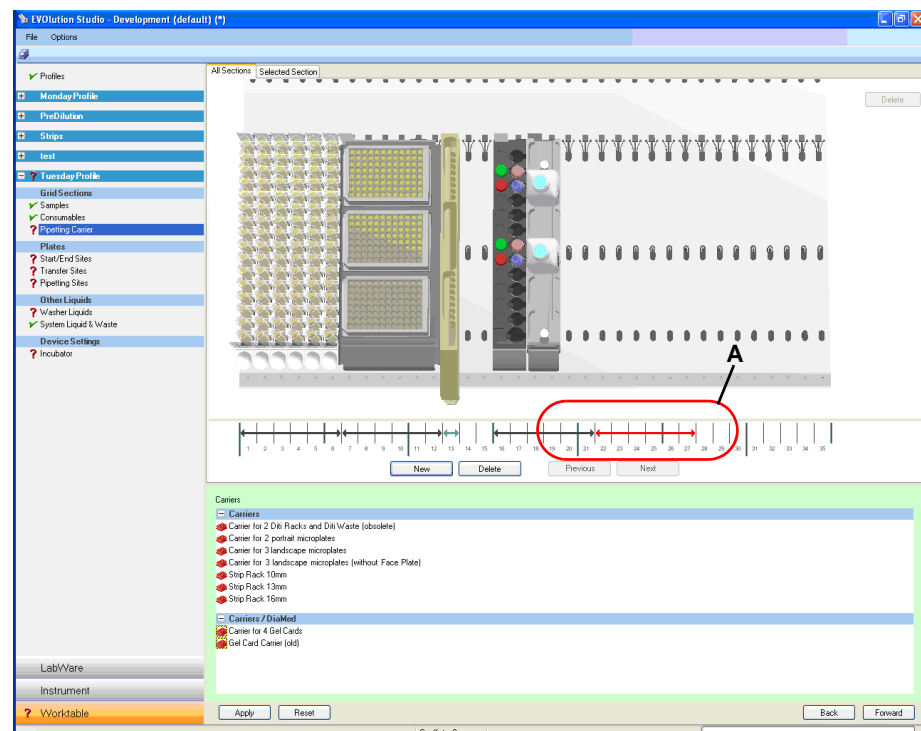 EVOlution Studio - Development (default) (*)
File Options
Profiles
Monday Profile
PreDilution
Strips
test
? Tuesday Profile
Grid Sections
Samples
Consumables
? Pipetting Carrier
Plates
? Start/End Sites
? Transfer Sites
? Pipetting Sites
Other Liquids
? Washer Liquids
System Liquid & Waste
Device Settings
? Incubator
LabWare
Instrument
? Worktable
All Sections Selected Section
Delete
A
1 2 3 4 5 6 7 8 9 10 11 12 13 14 15 16 17 18 19 20 21 22 23 24 25 26 27 28 29 30 31 32 33 34 35
New Delete Previous Next
Carriers
Carriers
Carrier for 2 Diti Racks and Diti Waste (obsolete)
Carrier for 2 portrait microplates
Carrier for 3 landscape microplates
Carrier for 3 landscape microplates (without Face Plate)
Strip Rack 10mm
Strip Rack 13mm
Strip Rack 16mm
Carriers / DiaMed
Carrier for 4 Gel Cards
Gel Card Carrier (old)
Apply Reset Back Forward